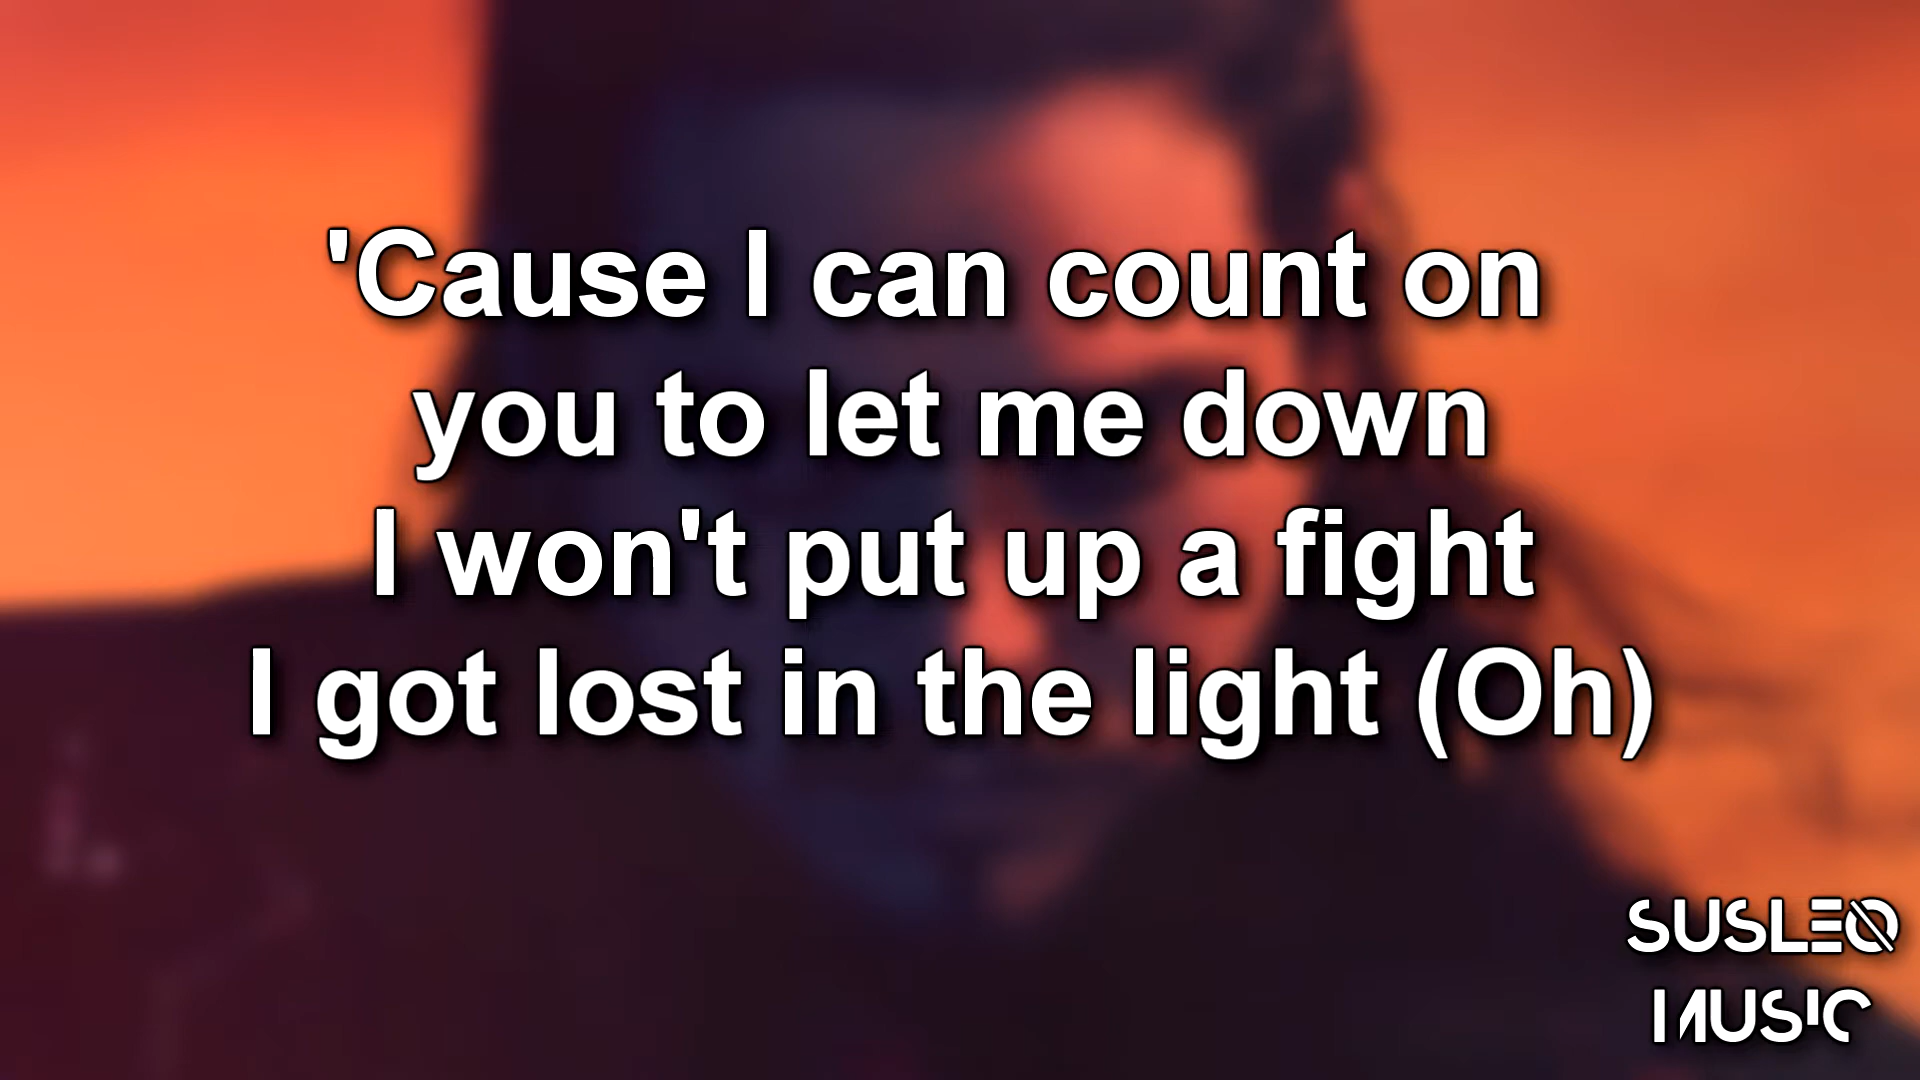 'Cause I can count on
you to let me down
I won't put up a fight
I got lost in the light (Oh)
SUSLEO
MUSIC